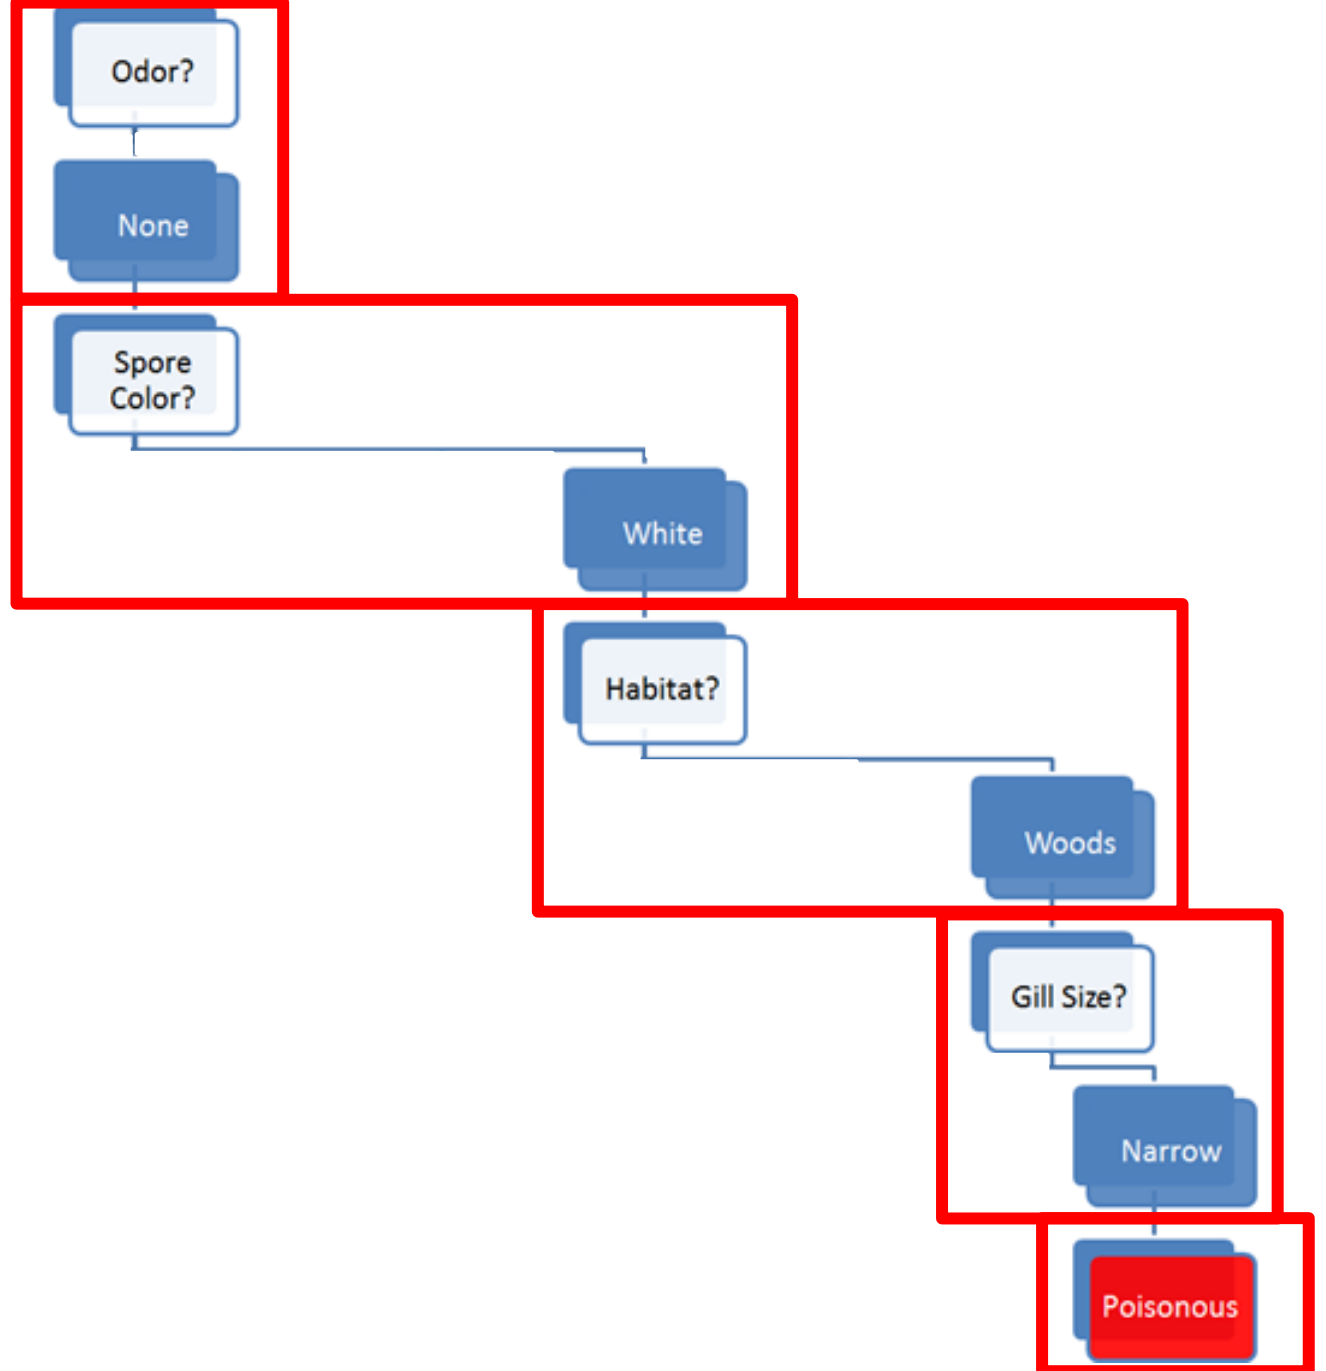 Odor?
None
Spore
Color?
White
Habitat?
Woods
Gill Size?
Narrow
Poisonous